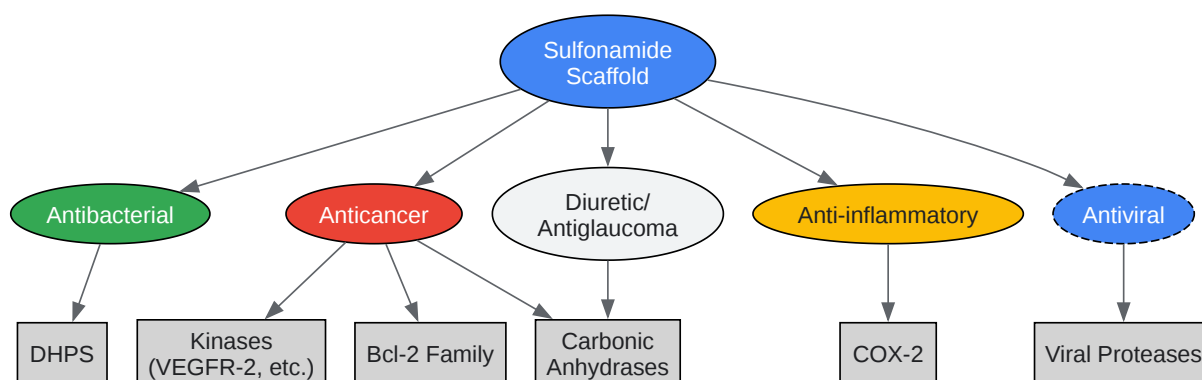 Sulfonamide
Scaffold
Antibacterial
Anticancer
Diuretic/
Antiglaucoma
Anti-inflammatory
Antiviral
DHPS
Kinases
(VEGFR-2, etc.)
Bcl-2 Family
Carbonic
Anhydrases
COX-2
Viral Proteases